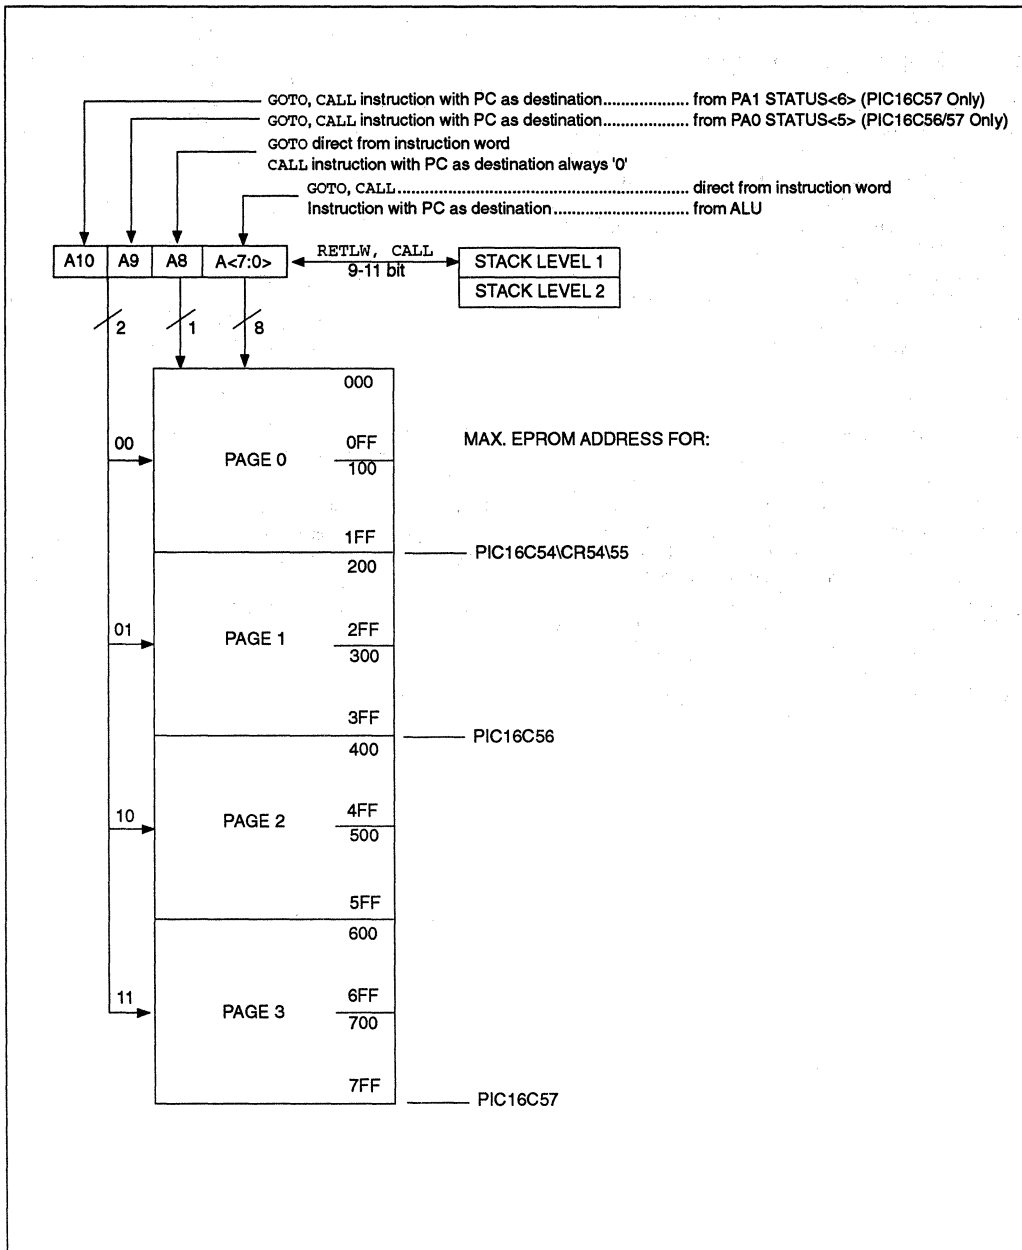 GOTO, CALL instruction with PC as destination................... from PA1 STATUS<6> (PIC16C57 Only)
GOTO, CALL instruction with PC as destination................... from PA0 STATUS<5> (PIC16C56/57 Only)
GOTO direct from instruction word
CALL instruction with PC as destination always '0'
GOTO, CALL................................................................ direct from instruction word
Instruction with PC as destination.............................. from ALU
A10 A9 A8 A<7:0>
RETLW, CALL
9-11 bit
STACK LEVEL 1
STACK LEVEL 2
2 1 8
000
00
PAGE 0
0FF
100
MAX. EPROM ADDRESS FOR:
1FF
PIC16C54\CR54\55
200
01
PAGE 1
2FF
300
3FF
PIC16C56
400
10
PAGE 2
4FF
500
5FF
600
11
PAGE 3
6FF
700
7FF
PIC16C57